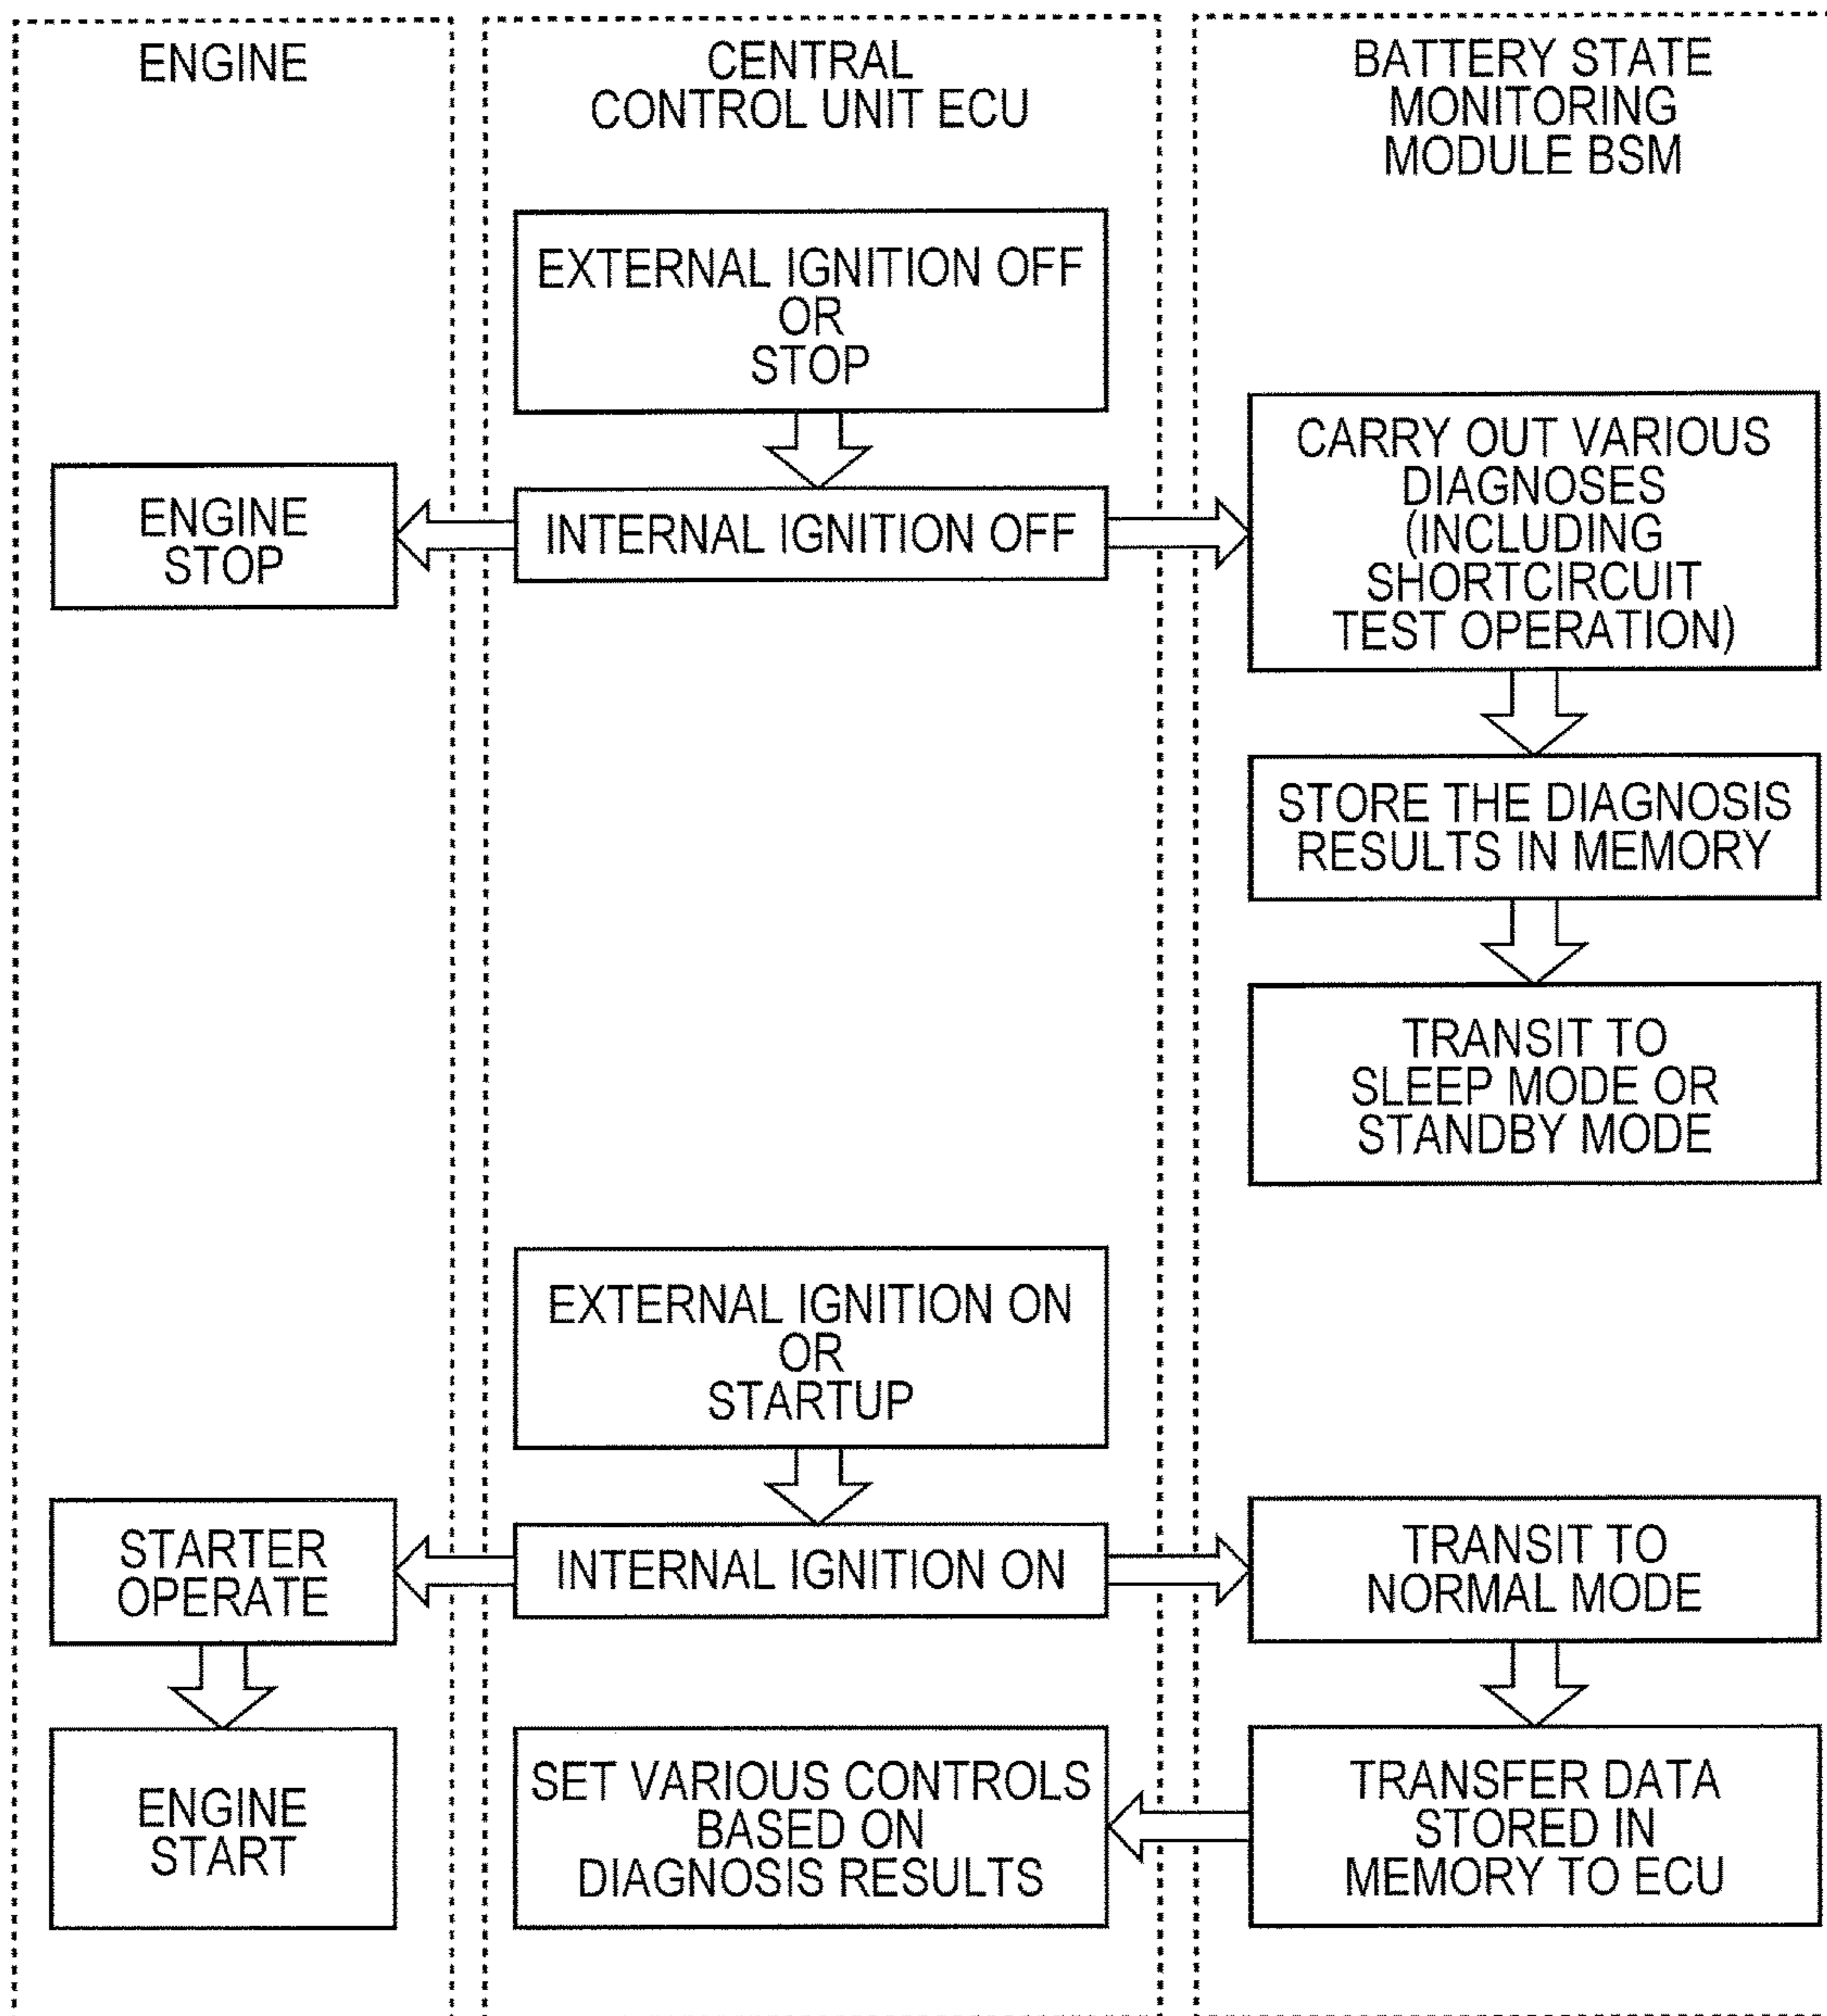 ENGINE
CENTRAL
CONTROL UNIT ECU
BATTERY STATE
MONITORING
MODULE BSM
EXTERNAL IGNITION OFF
OR
STOP
ENGINE
STOP
INTERNAL IGNITION OFF
CARRY OUT VARIOUS
DIAGNOSES
(INCLUDING
SHORTCIRCUIT
TEST OPERATION)
STORE THE DIAGNOSIS
RESULTS IN MEMORY
TRANSIT TO
SLEEP MODE OR
STANDBY MODE
EXTERNAL IGNITION ON
OR
STARTUP
STARTER
OPERATE
INTERNAL IGNITION ON
TRANSIT TO
NORMAL MODE
ENGINE
START
SET VARIOUS CONTROLS
BASED ON
DIAGNOSIS RESULTS
TRANSFER DATA
STORED IN
MEMORY TO ECU